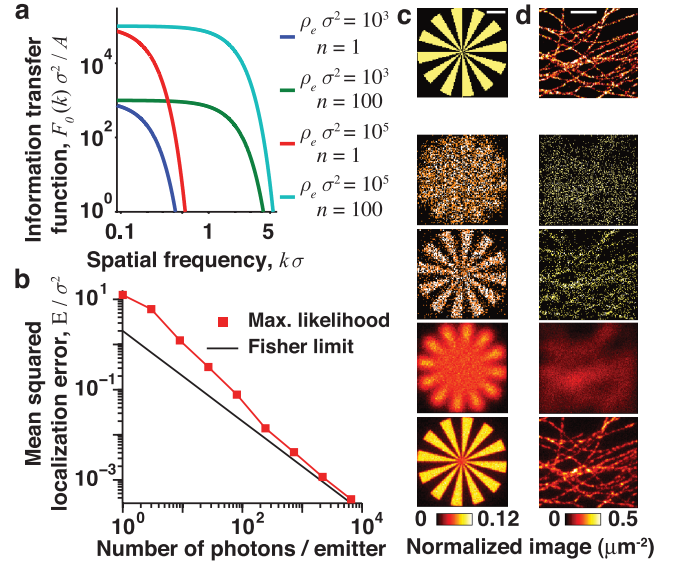 a
Information transfer
function, F₀(k) σ² / A
10⁴
10²
10⁰
0.1
1
5
Spatial frequency, kσ
ρₑ σ² = 10³
n = 1
ρₑ σ² = 10³
n = 100
ρₑ σ² = 10⁵
n = 1
ρₑ σ² = 10⁵
n = 100
b
Mean squared
localization error, E / σ²
10¹
10⁻¹
10⁻³
10⁰
10²
10⁴
Number of photons / emitter
Max. likelihood
Fisher limit
c
d
0
0.12
0
0.5
Normalized image (μm⁻²)